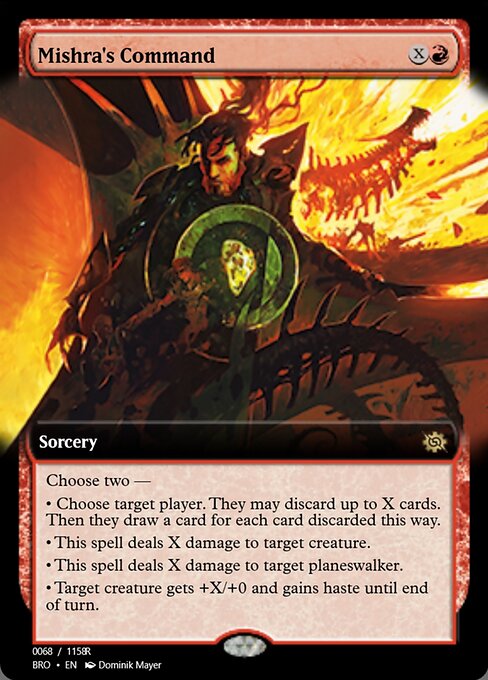 Mishra's Command
X
Sorcery
Choose two —
• Choose target player. They may discard up to X cards.
Then they draw a card for each card discarded this way.
• This spell deals X damage to target creature.
• This spell deals X damage to target planeswalker.
• Target creature gets +X/+0 and gains haste until end
of turn.
0068 / 1158R
BRO • EN Dominik Mayer